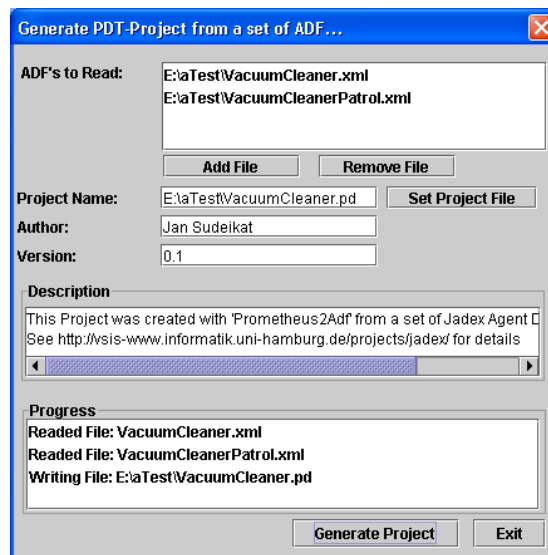 Generate PDT-Project from a set of ADF...
ADF's to Read:
E:\aTest\VacuumCleaner.xml
E:\aTest\VacuumCleanerPatrol.xml
Add File
Remove File
Project Name:
E:\aTest\VacuumCleaner.pd
Set Project File
Author:
Jan Sudeikat
Version:
0.1
Description
This Project was created with 'Prometheus2Adf' from a set of Jadex Agent D
See http://vsis-www.informatik.uni-hamburg.de/projects/jadex/ for details
Progress
Readed File: VacuumCleaner.xml
Readed File: VacuumCleanerPatrol.xml
Writing File: E:\aTest\VacuumCleaner.pd
Generate Project
Exit